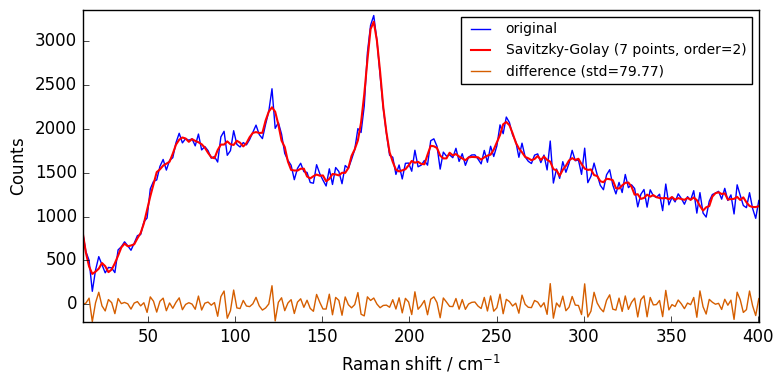 original
Savitzky-Golay (7 points, order=2)
difference (std=79.77)
3000
2500
2000
1500
1000
500
0
Counts
50 100 150 200 250 300 350 400
Raman shift / cm⁻¹